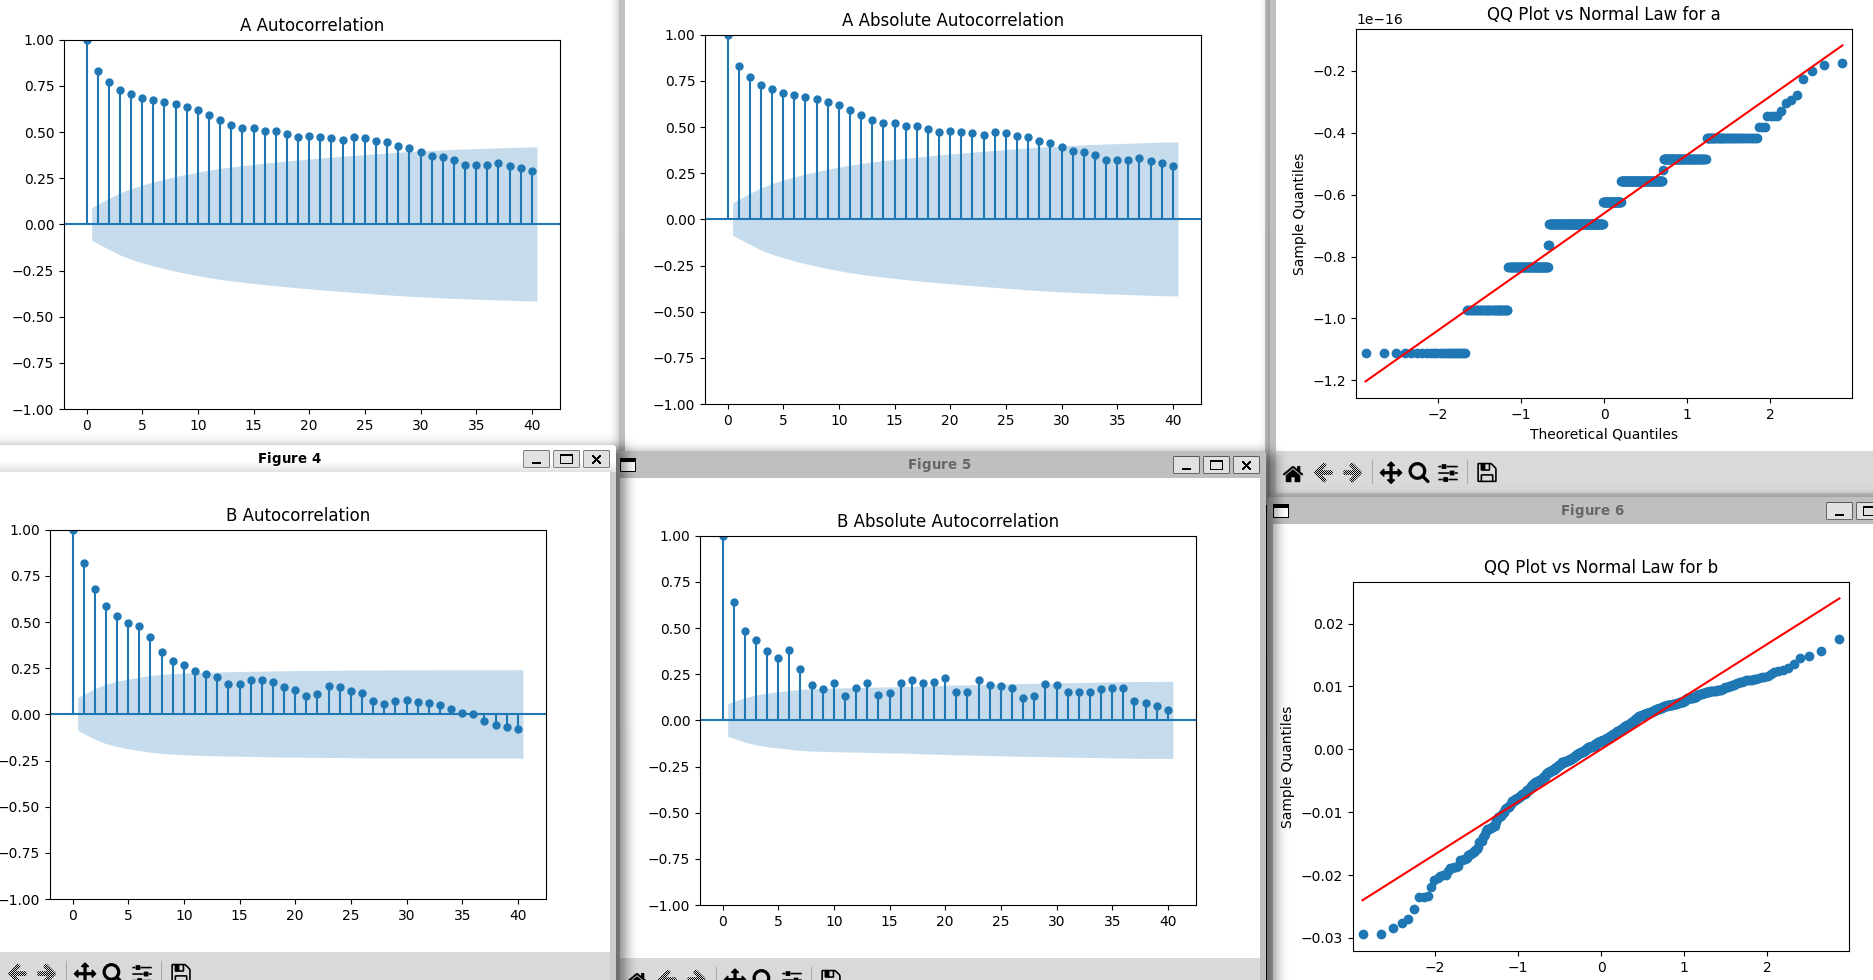 A Autocorrelation
1.00
0.75
0.50
0.25
0.00
−0.25
−0.50
−0.75
−1.00
0 5 10 15 20 25 30 35 40
A Absolute Autocorrelation
1.00
0.75
0.50
0.25
0.00
−0.25
−0.50
−0.75
−1.00
0 5 10 15 20 25 30 35 40
QQ Plot vs Normal Law for a
1e−16
−0.2
−0.4
−0.6
−0.8
−1.0
−1.2
Sample Quantiles
−2 −1 0 1 2
Theoretical Quantiles
Figure 4
B Autocorrelation
1.00
0.75
0.50
0.25
0.00
−0.25
−0.50
−0.75
−1.00
0 5 10 15 20 25 30 35 40
Figure 5
B Absolute Autocorrelation
1.00
0.75
0.50
0.25
0.00
−0.25
−0.50
−0.75
−1.00
0 5 10 15 20 25 30 35 40
Figure 6
QQ Plot vs Normal Law for b
0.02
0.01
0.00
−0.01
−0.02
−0.03
Sample Quantiles
−2 −1 0 1 2